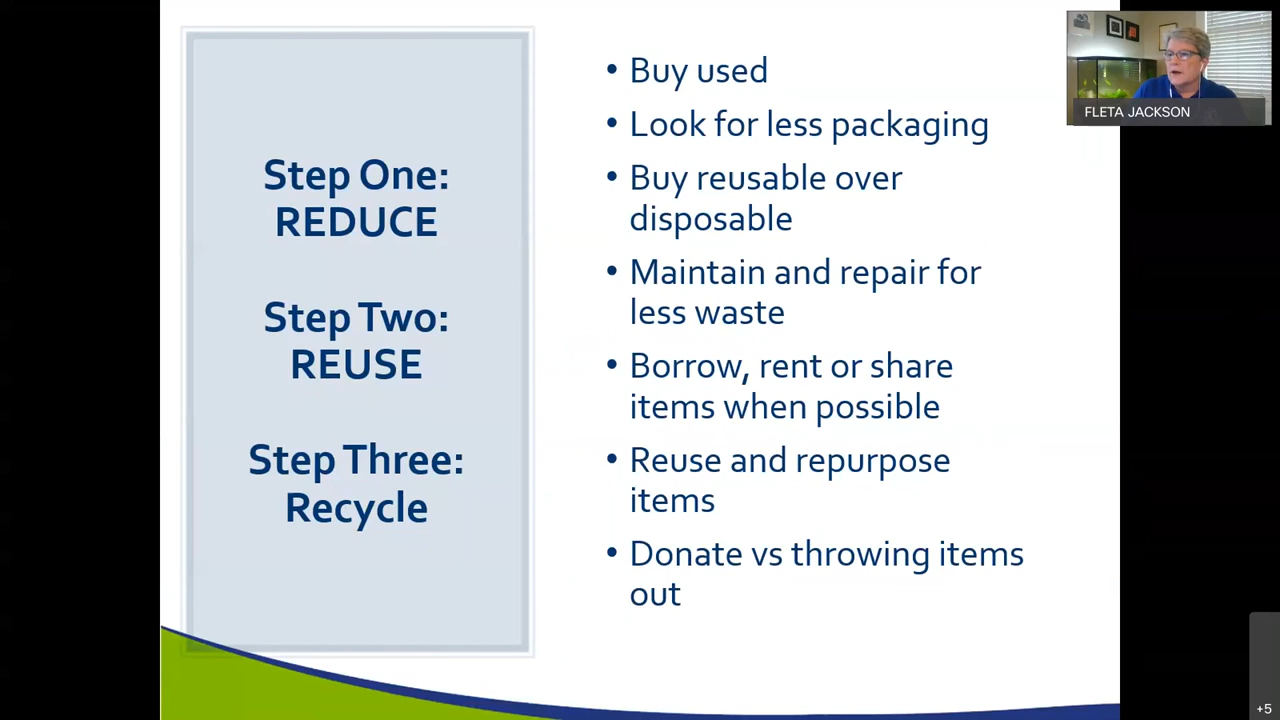 Step One:
REDUCE
Step Two:
REUSE
Step Three:
Recycle
• Buy used
• Look for less packaging
• Buy reusable over
disposable
• Maintain and repair for
less waste
• Borrow, rent or share
items when possible
• Reuse and repurpose
items
• Donate vs throwing items
out
FLETA JACKSON
+5